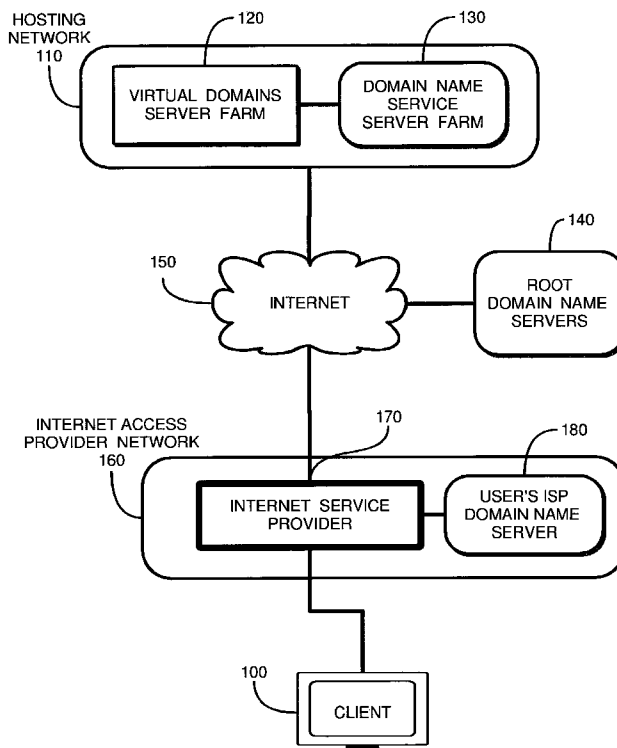 HOSTING
NETWORK
110
120
130
VIRTUAL DOMAINS
SERVER FARM
DOMAIN NAME
SERVICE
SERVER FARM
140
150
INTERNET
ROOT
DOMAIN NAME
SERVERS
INTERNET ACCESS
PROVIDER NETWORK
160
170
180
INTERNET SERVICE
PROVIDER
USER'S ISP
DOMAIN NAME
SERVER
100
CLIENT